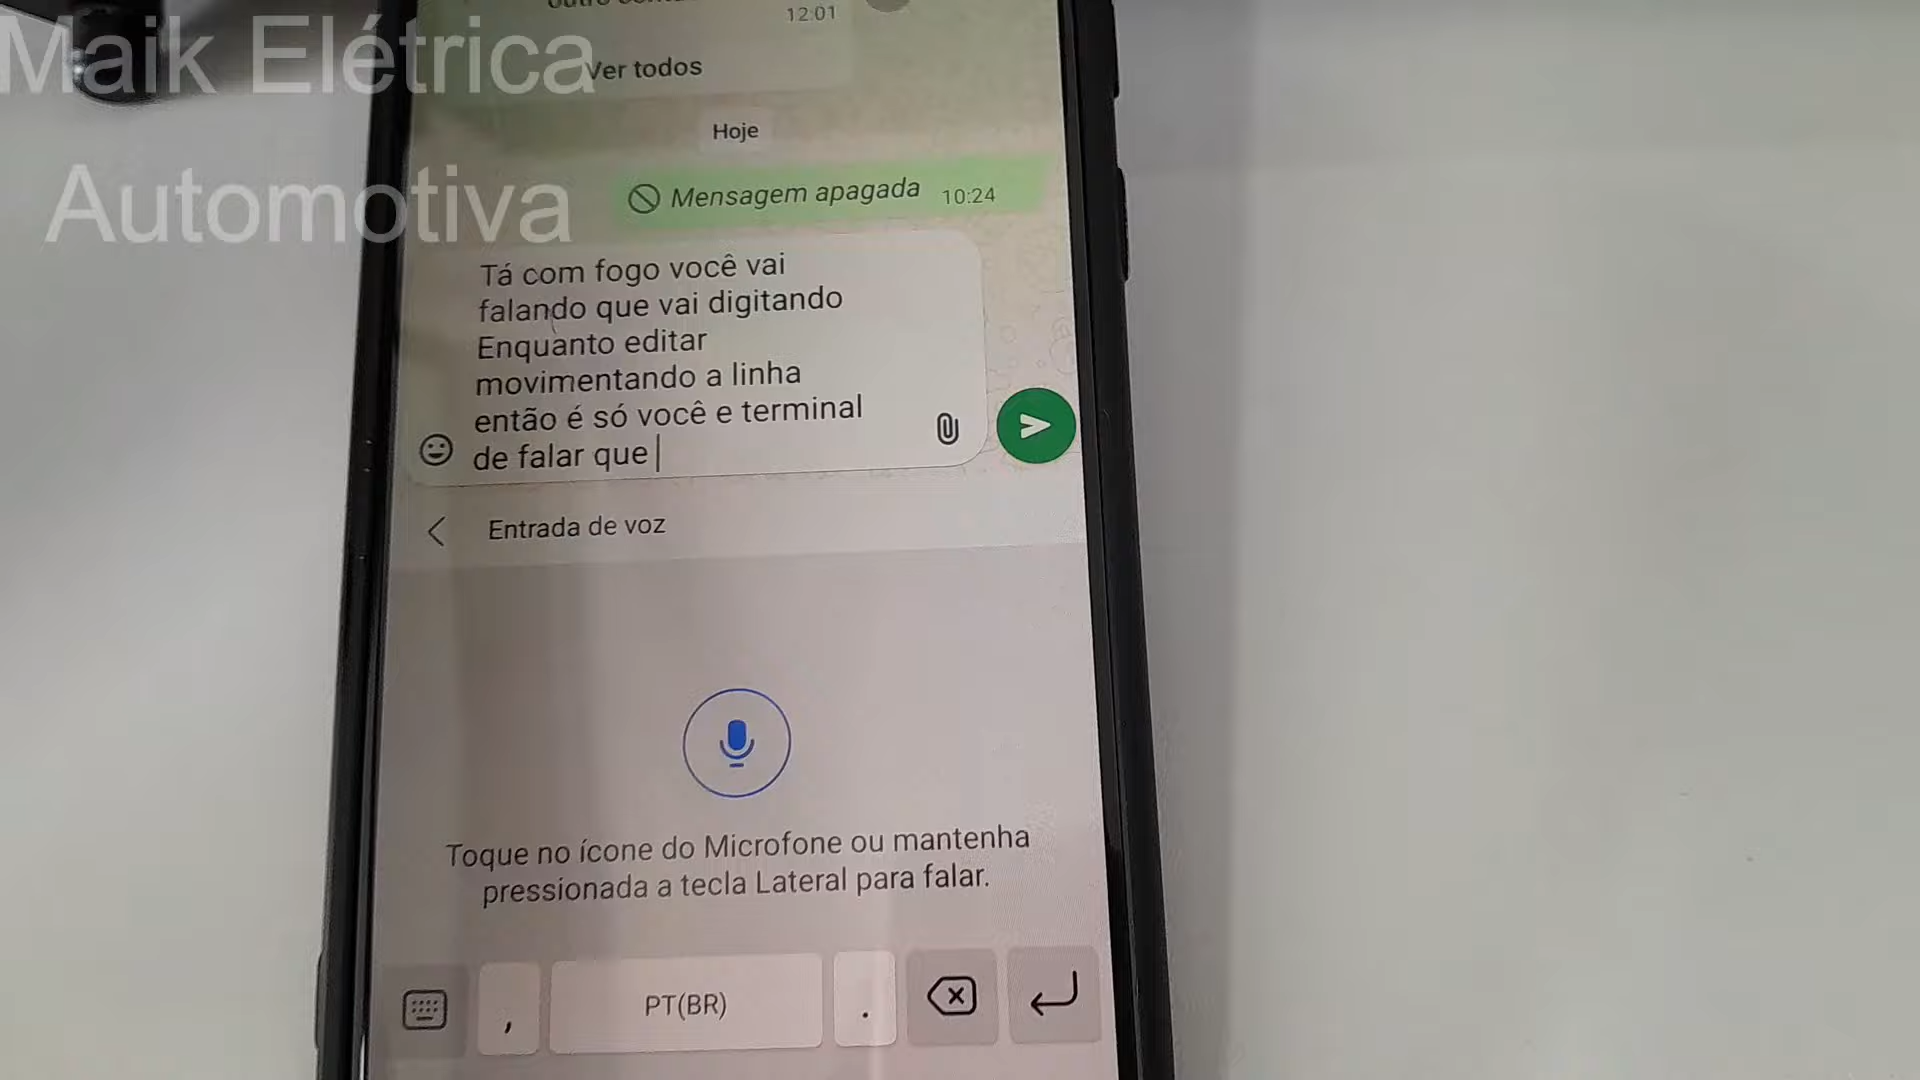 Maik Elétrica
Automotiva
12:01
Ver todos
Hoje
Mensagem apagada 10:24
Tá com fogo você vai
falando que vai digitando
Enquanto editar
movimentando a linha
então é só você e terminal
de falar que
Entrada de voz
Toque no ícone do Microfone ou mantenha
pressionada a tecla Lateral para falar.
, PT(BR) .